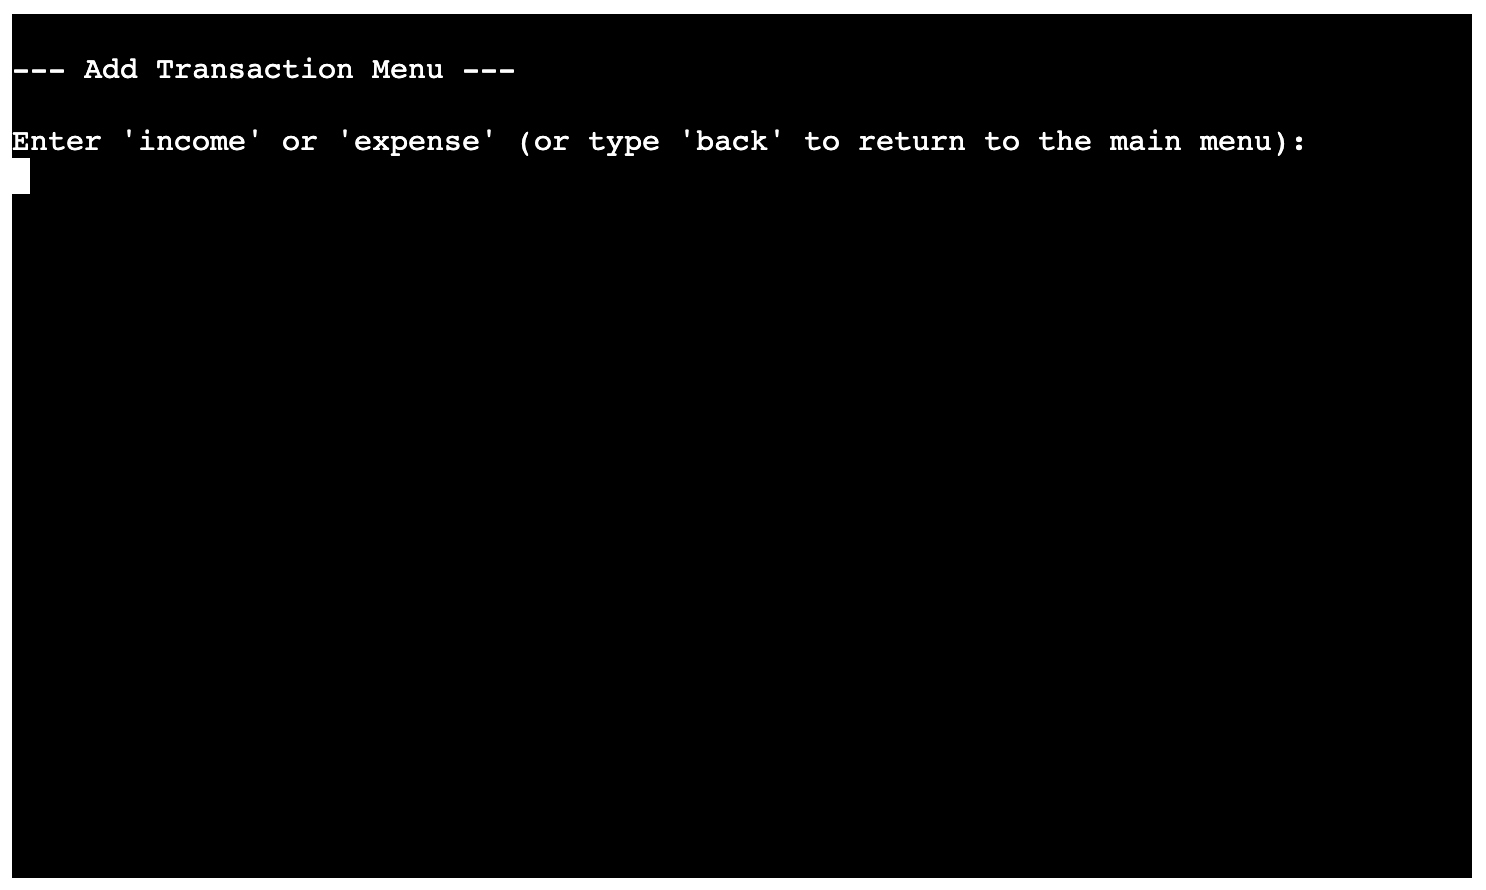 --- Add Transaction Menu ---
Enter 'income' or 'expense' (or type 'back' to return to the main menu):